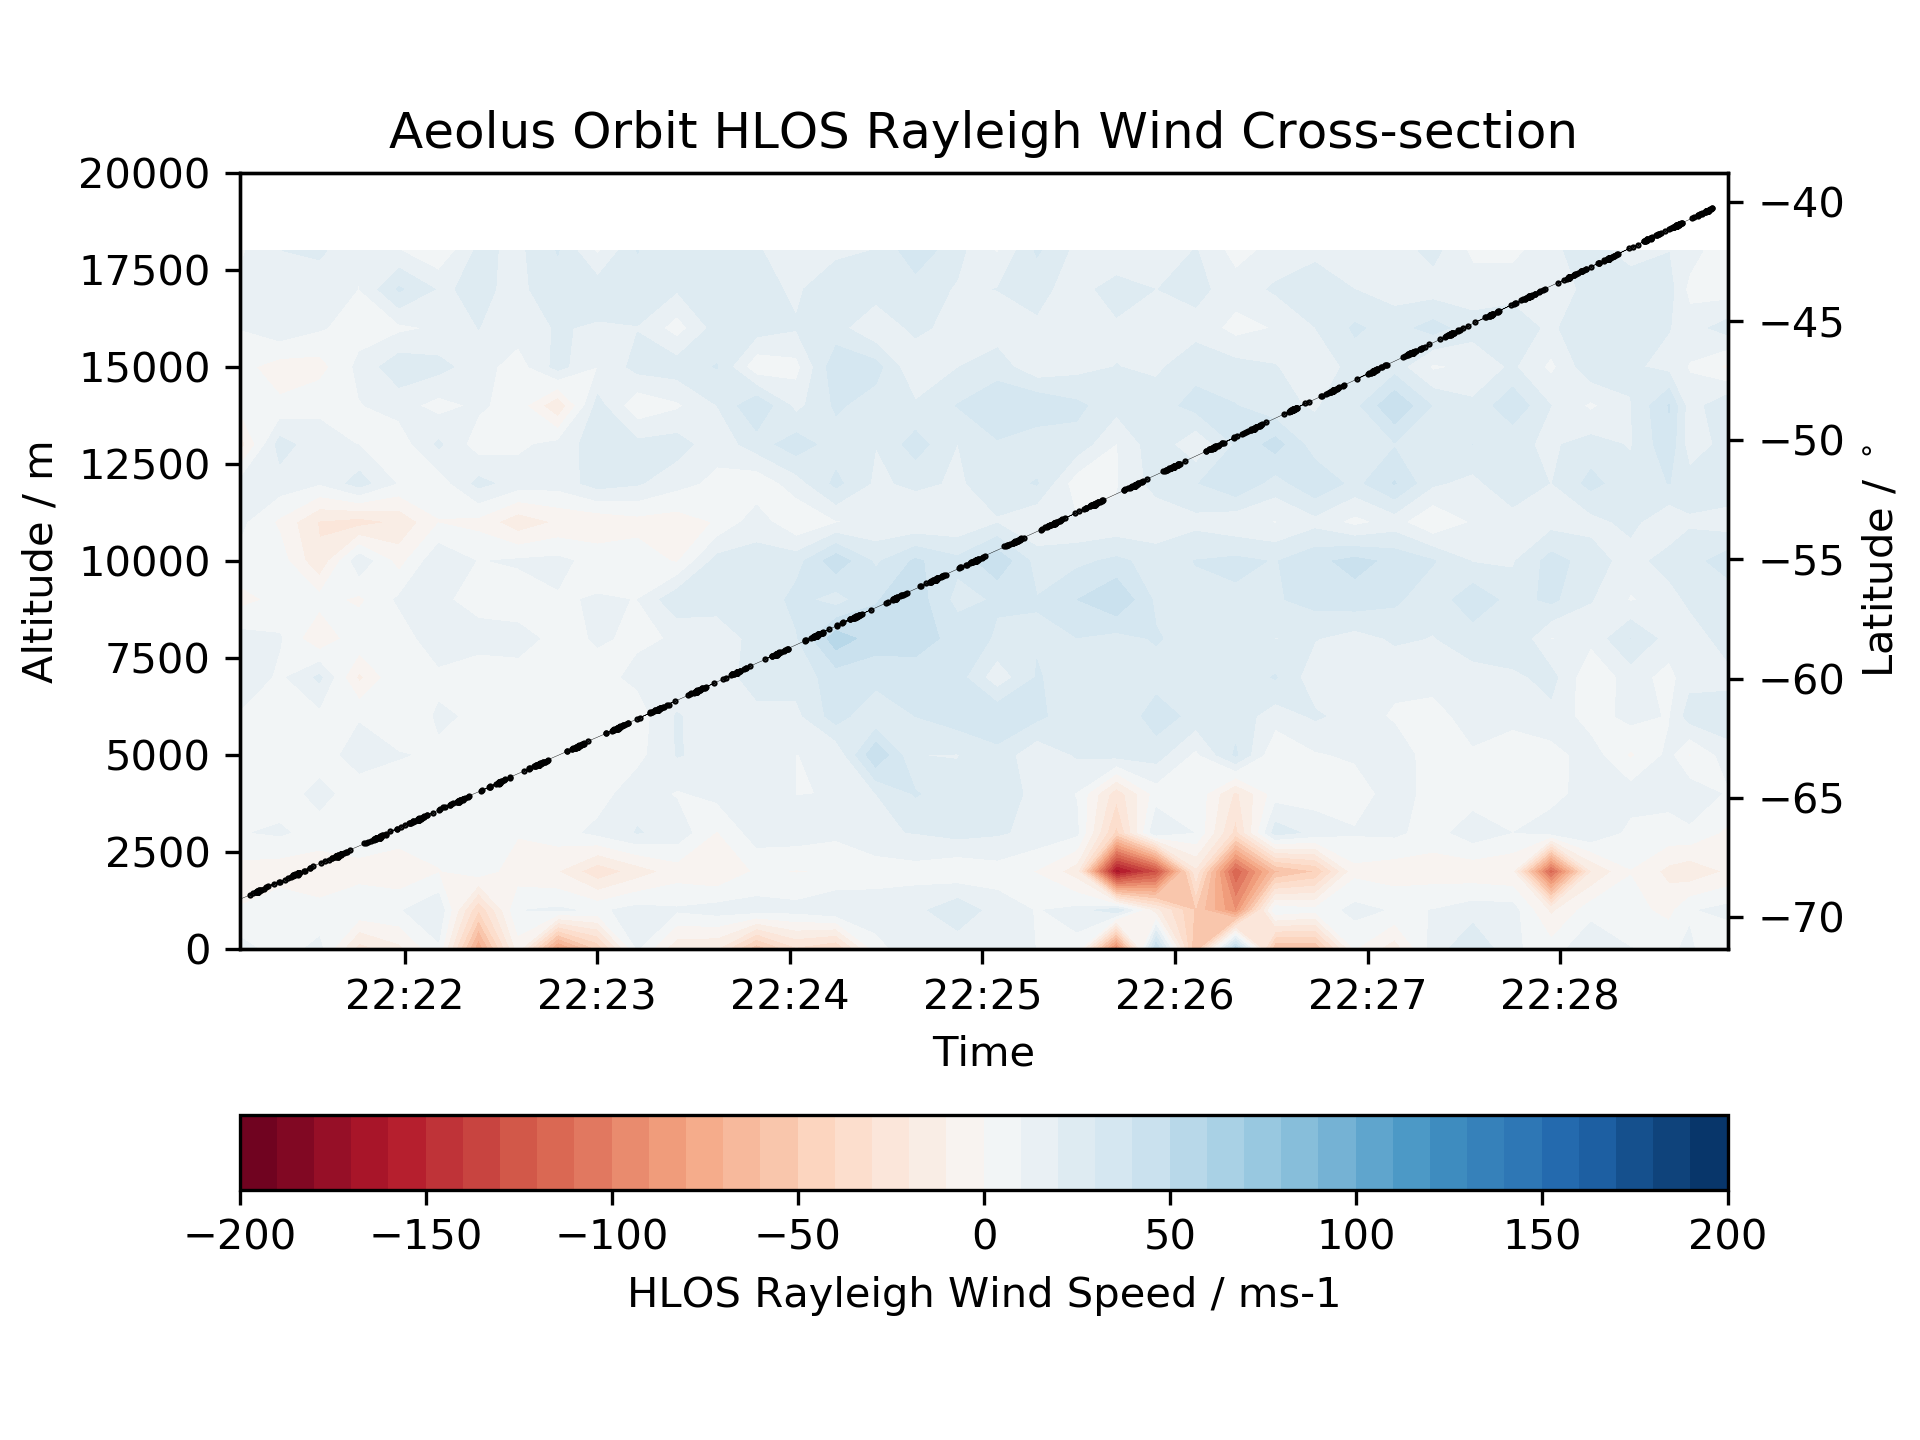 Aeolus Orbit HLOS Rayleigh Wind Cross-section
20000
17500
15000
12500
10000
7500
5000
2500
0
Altitude / m
−40
−45
−50
−55
−60
−65
−70
Latitude / °
22:22 22:23 22:24 22:25 22:26 22:27 22:28
Time
−200 −150 −100 −50 0 50 100 150 200
HLOS Rayleigh Wind Speed / ms-1